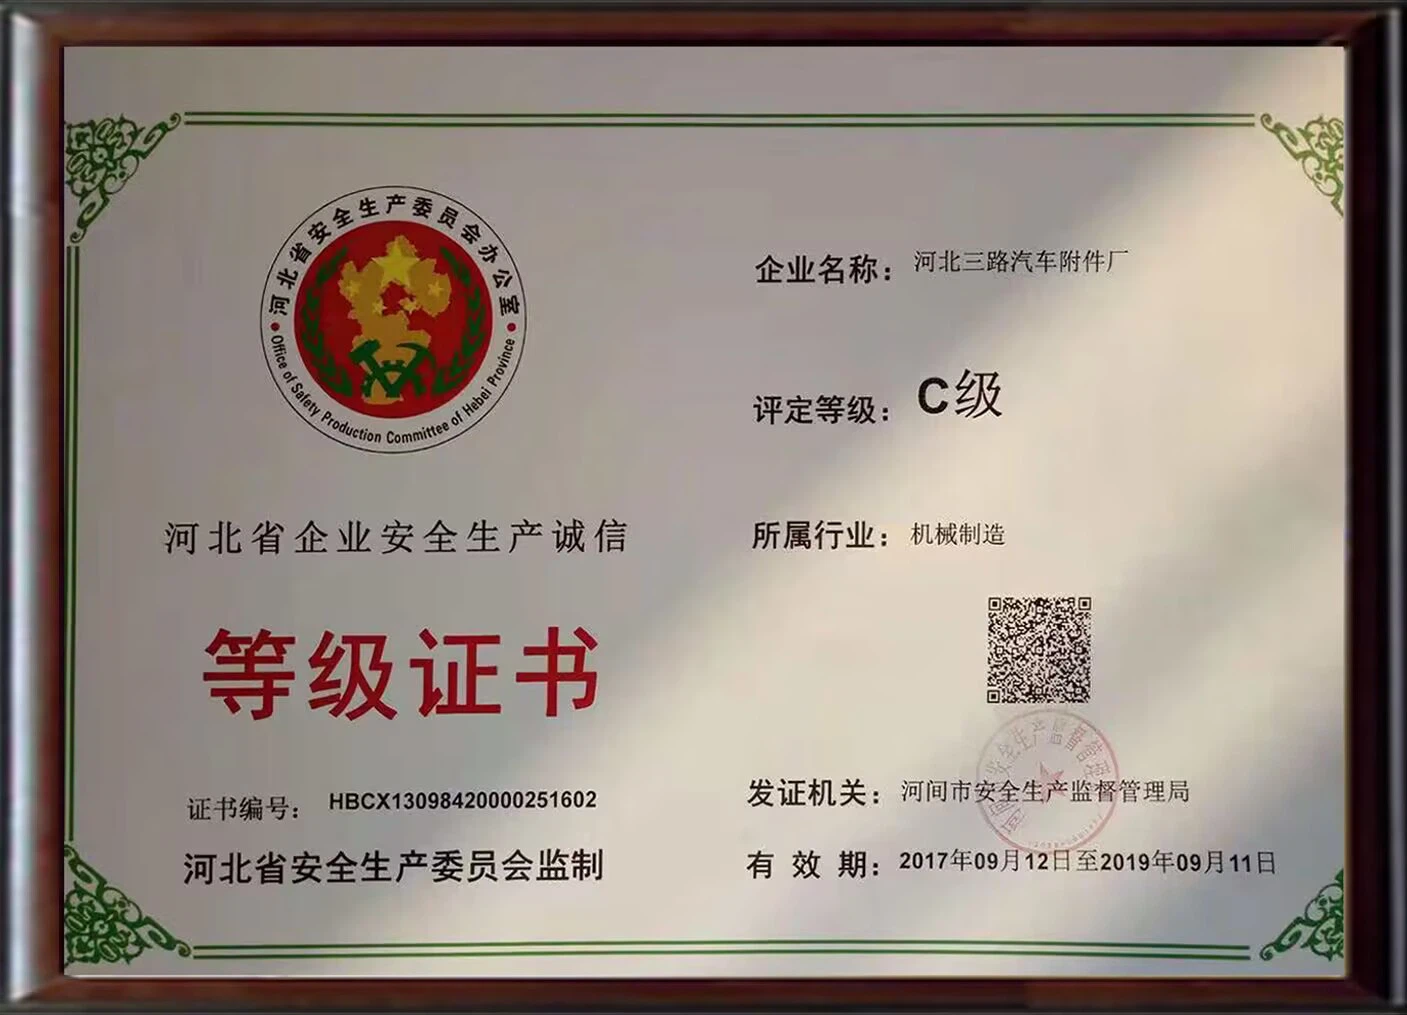 河北省安全生产委员会办公室
Office of Safety Production Committee of Hebei Province
河北省企业安全生产诚信
等级证书
证书编号： HBCX13098420000251602
河北省安全生产委员会监制
企业名称： 河北三路汽车附件厂
评定等级： C级
所属行业： 机械制造
发证机关： 河间市安全生产监督管理局
有 效 期： 2017年09月12日至2019年09月11日